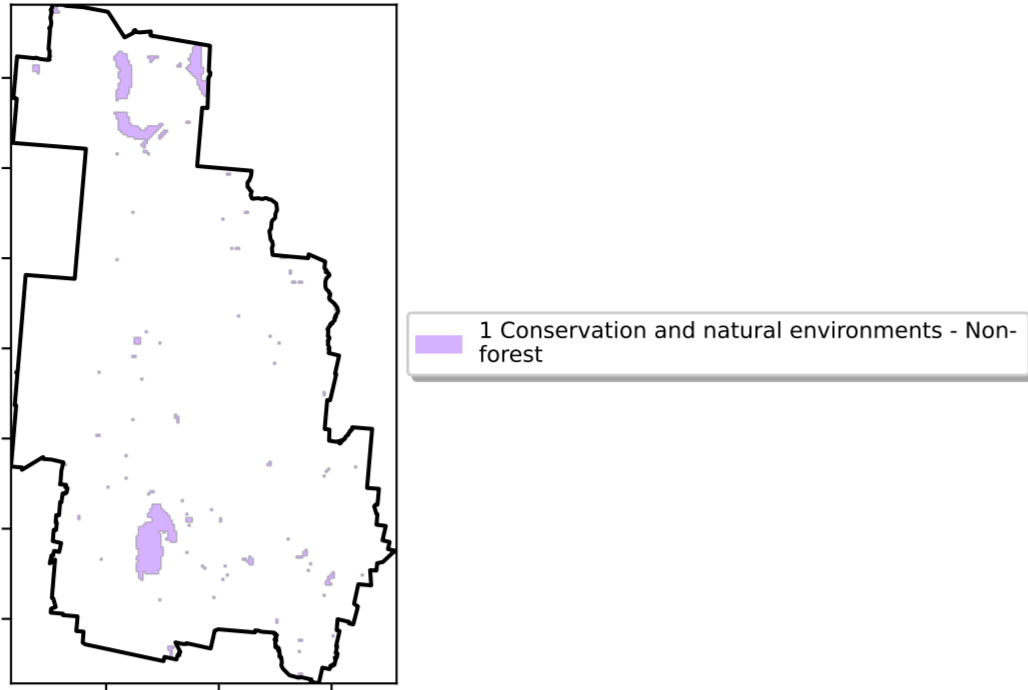 1 Conservation and natural environments - Non-
forest